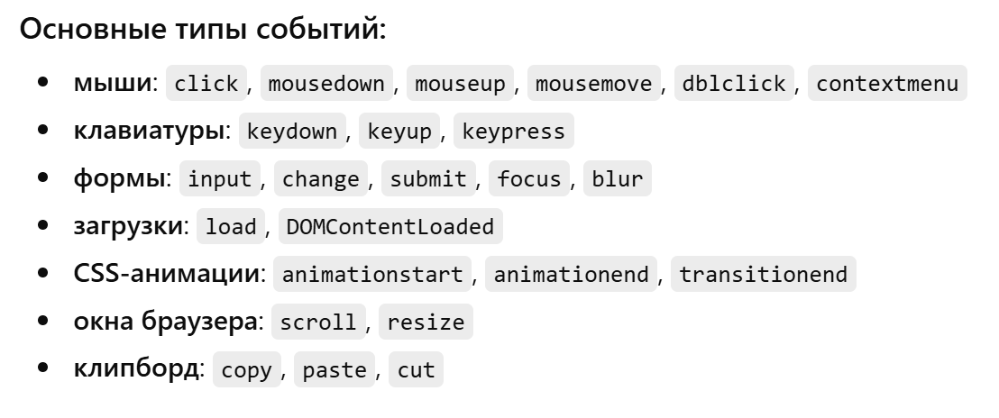 Основные типы событий:
• мыши: click, mousedown, mouseup, mousemove, dblclick, contextmenu
• клавиатуры: keydown, keyup, keypress
• формы: input, change, submit, focus, blur
• загрузки: load, DOMContentLoaded
• CSS-анимации: animationstart, animationend, transitionend
• окна браузера: scroll, resize
• клипборд: copy, paste, cut